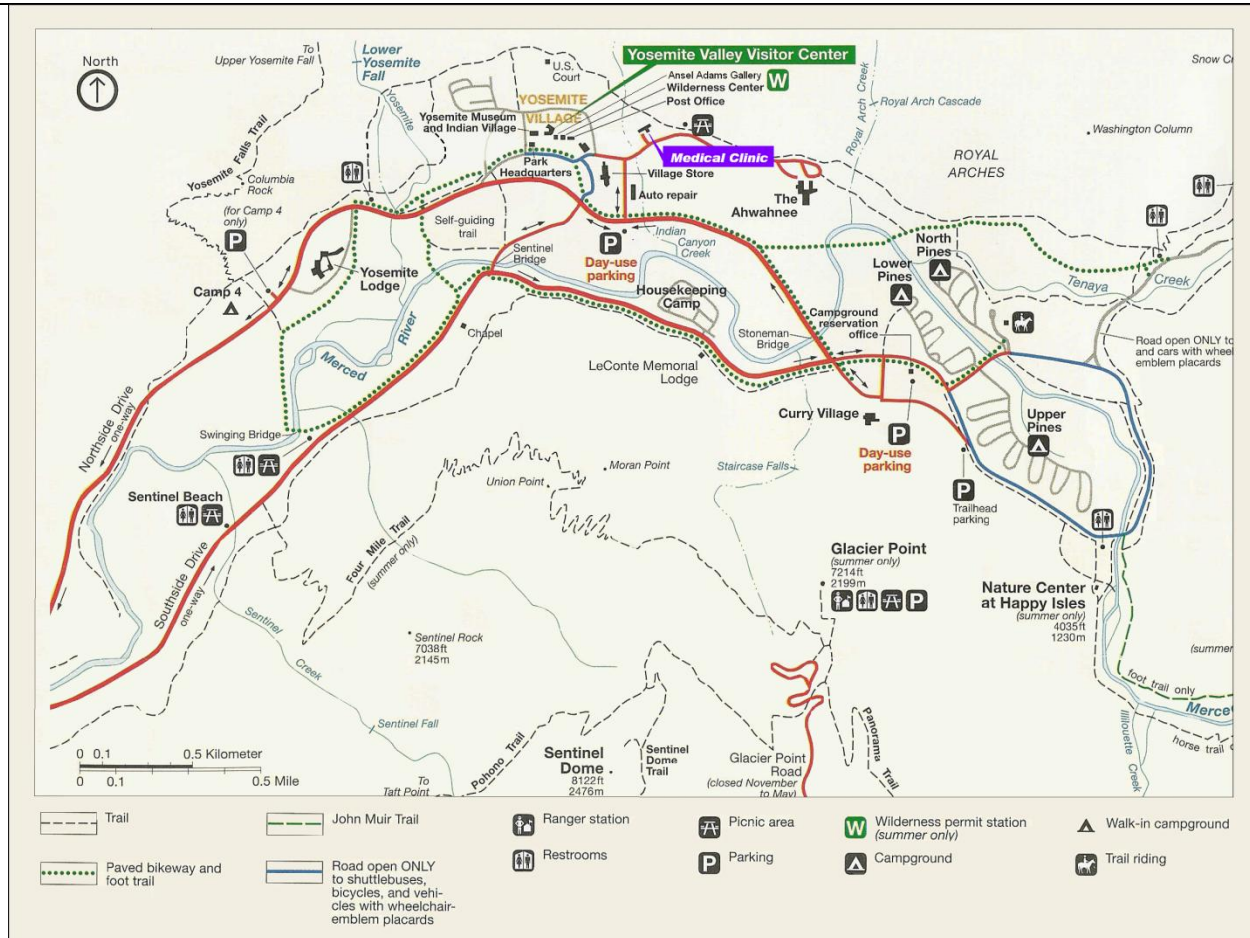 North
To
Upper Yosemite Fall
Lower
Yosemite
Fall
Yosemite
Creek
U.S.
Court
Yosemite Valley Visitor Center
Ansel Adams Gallery
Wilderness Center
W
Post Office
YOSEMITE
VILLAGE
Yosemite Museum
and Indian Village
Park
Headquarters
Medical Clinic
Village Store
Auto repair
The
Ahwahnee
Royal Arch Creek
Royal Arch Cascade
Washington Column
ROYAL
ARCHES
Snow Cr
Yosemite Falls Trail
Columbia
Rock
(for Camp 4
only)
P
Camp 4
Yosemite
Lodge
Self-guiding
trail
Sentinel
Bridge
P
Day-use
parking
Indian
Canyon
Creek
Housekeeping
Camp
North
Pines
Lower
Pines
Tenaya
Creek
Campground
reservation
office
Stoneman
Bridge
Road open ONLY to
and cars with wheel
emblem placards
Merced
River
Chapel
LeConte Memorial
Lodge
Curry Village
P
Day-use
parking
Upper
Pines
P
Trailhead
parking
Northside Drive
one-way
Swinging Bridge
Sentinel Beach
Southside Drive
one-way
Four Mile Trail
(summer only)
Union Point
Moran Point
Staircase Falls
Glacier Point
(summer only)
7214ft
2199m
P
Nature Center
at Happy Isles
(summer only)
4035ft
1230m
(summer
foot trail only
Merce
horse trail
Illilouette
Creek
Sentinel
Creek
Sentinel Rock
7038ft
2145m
Sentinel Fall
To
Taft Point
Pohono Trail
Sentinel
Dome
8122ft
2476m
Sentinel
Dome
Trail
Glacier Point
Road
(closed November
to May)
Panorama
Trail
0 0.1 0.5 Kilometer
0 0.1 0.5 Mile
Trail
John Muir Trail
Ranger station
Picnic area
W Wilderness permit station
(summer only)
Walk-in campground
Paved bikeway and
foot trail
Road open ONLY
to shuttlebuses,
bicycles, and vehi-
cles with wheelchair-
emblem placards
Restrooms
P Parking
Campground
Trail riding